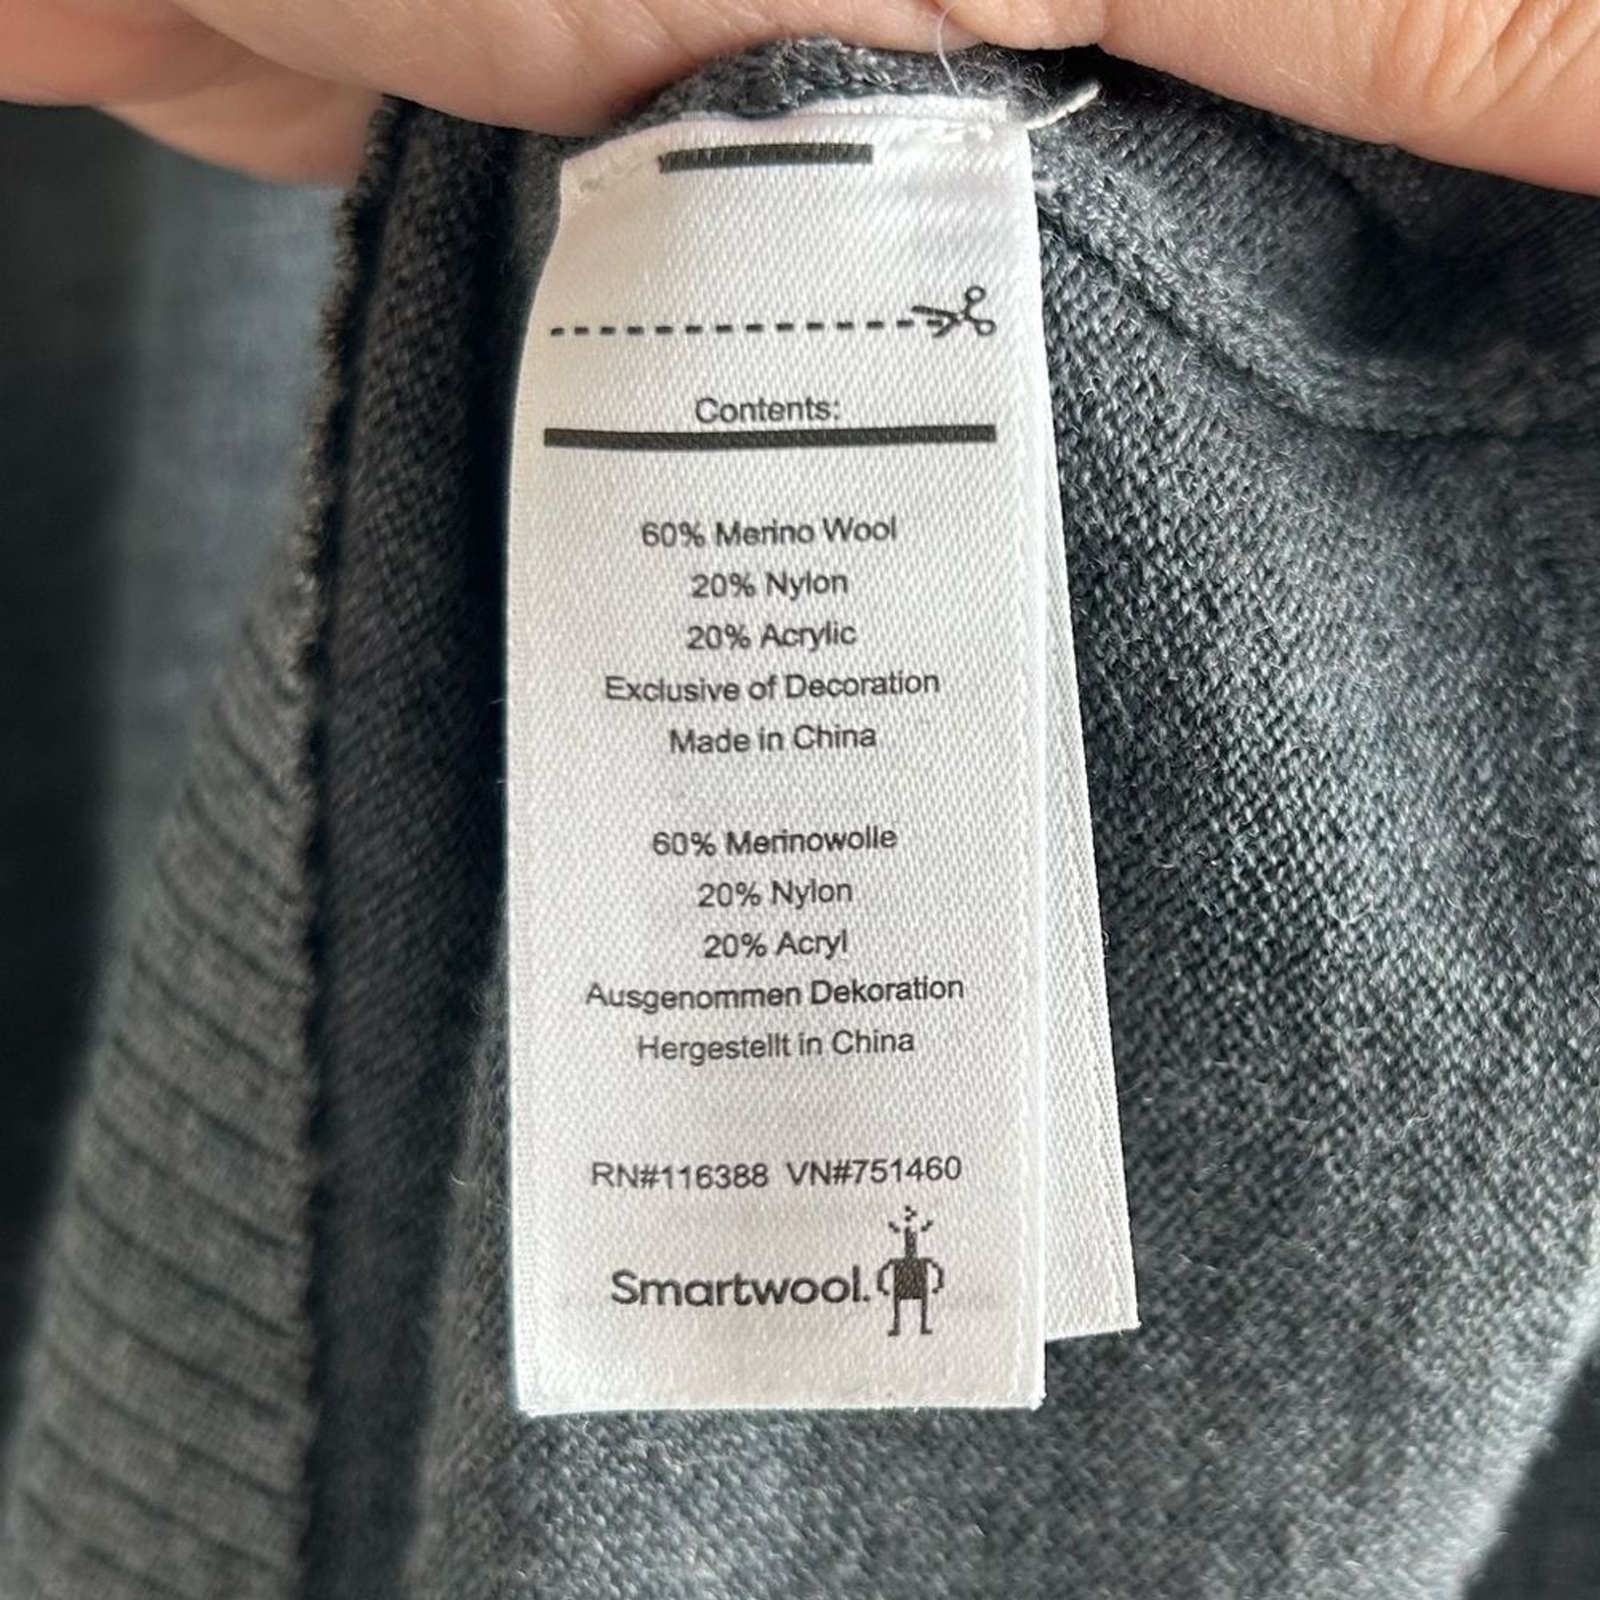 Contents:
60% Merino Wool
20% Nylon
20% Acrylic
Exclusive of Decoration
Made in China
60% Merinowolle
20% Nylon
20% Acryl
Ausgenommen Dekoration
Hergestellt in China
RN#116388 VN#751460
Smartwool.